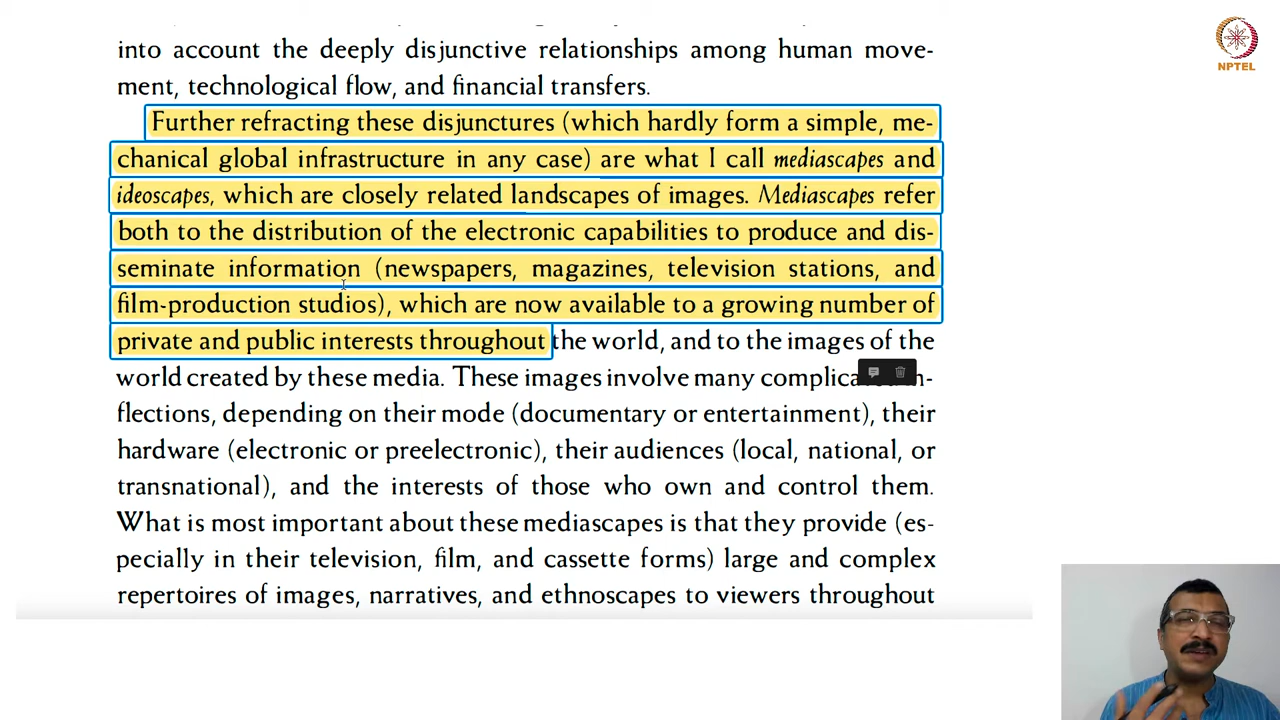 into account the deeply disjunctive relationships among human move-
ment, technological flow, and financial transfers.
Further refracting these disjunctures (which hardly form a simple, me-
chanical global infrastructure in any case) are what I call mediascapes and
ideoscapes, which are closely related landscapes of images. Mediascapes refer
both to the distribution of the electronic capabilities to produce and dis-
seminate information (newspapers, magazines, television stations, and
film-production studios), which are now available to a growing number of
private and public interests throughout the world, and to the images of the
world created by these media. These images involve many
flections, depending on their mode (documentary or entertainment), their
hardware (electronic or preelectronic), their audiences (local, national, or
transnational), and the interests of those who own and control them.
What is most important about these mediascapes is that they provide (es-
pecially in their television, film, and cassette forms) large and complex
repertoires of images, narratives, and ethnoscapes to viewers throughout
NPTEL